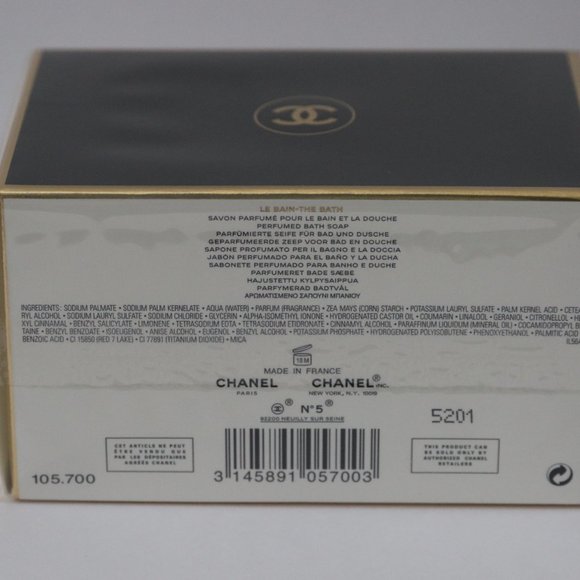 LE BAIN-THE BATH
SAVON PARFUMÉ POUR LE BAIN ET LA DOUCHE
PERFUMED BATH SOAP
PARFÜMIERTE SEIFE FÜR BAD UND DUSCHE
GEPARFUMEERDE ZEEP VOOR BAD EN DOUCHE
SAPONE PROFUMATO PER IL BAGNO E LA DOCCIA
JABÓN PERFUMADO PARA EL BAÑO Y LA DUCHA
SABONETE PERFUMADO PARA BANHO E DUCHE
PARFUMERET BADE SÆBE
HAJUSTETTU KYLPYSAIPPUA
PARFYMERAD BADTVÅL
ΑΡΩΜΑΤΙΣΜΕΝΟ ΣΑΠΟΥΝΙ ΜΠΑΝΙΟΥ
INGREDIENTS: SODIUM PALMATE • SODIUM PALM KERNELATE • AQUA (WATER) • PARFUM (FRAGRANCE) • ZEA MAYS (CORN) STARCH • POTASSIUM LAURYL SULFATE • PALM KERNEL ACID • CETEA
RYL ALCOHOL • SODIUM LAURYL SULFATE • SODIUM CHLORIDE • GLYCERIN • ALPHA-ISOMETHYL IONONE • HYDROGENATED CASTOR OIL • COUMARIN • LINALOOL • GERANIOL • CITRONELLOL • HE
XYL CINNAMAL • BENZYL SALICYLATE • LIMONENE • TETRASODIUM EDTA • TETRASODIUM ETIDRONATE • CINNAMYL ALCOHOL • PARAFFINUM LIQUIDUM (MINERAL OIL) • COCAMIDOPROPYL BE
TAINE • BENZYL BENZOATE • ISOEUGENOL • ANISE ALCOHOL • EUGENOL • BENZYL ALCOHOL • POTASSIUM PHOSPHATE • HYDROGENATED POLYISOBUTENE • PHENOXYETHANOL • PALMITIC A
BENZOIC ACID • CI 15850 (RED 7 LAKE) • CI 77891 (TITANIUM DIOXIDE) • MICA
18M
MADE IN FRANCE
CHANEL CHANEL INC.
PARIS NEW YORK, N.Y. 10019
® N°5®
92200 NEUILLY SUR SEINE
5201
CET ARTICLE NE PEUT
ÊTRE VENDU QUE
PAR LES DÉPOSITAIRES
AGRÉÉS CHANEL
THIS PRODUCT CAN
BE SOLD ONLY BY
AUTHORIZED CHANEL
RETAILERS
105.700
3 145891 057003